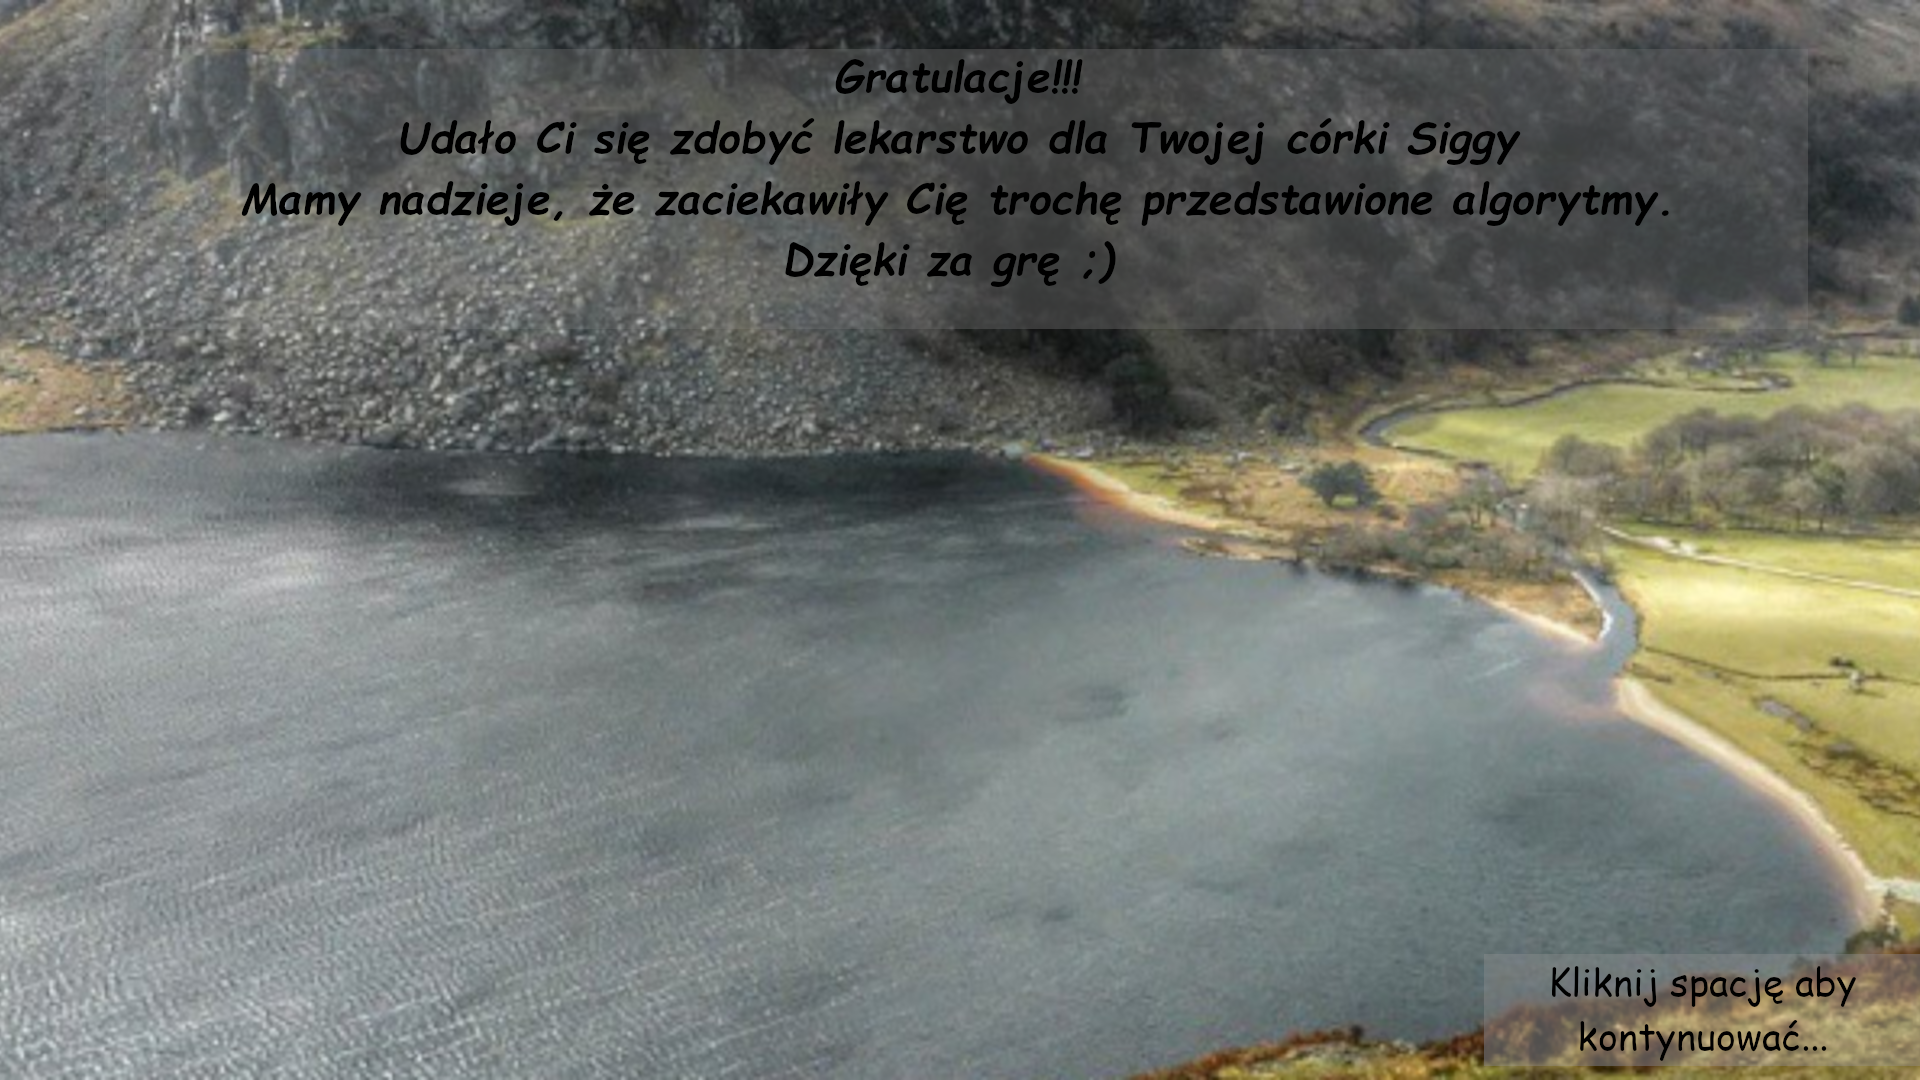 Gratulacje!!!
Udało Ci się zdobyć lekarstwo dla Twojej córki Siggy
Mamy nadzieje, że zaciekawiły Cię trochę przedstawione algorytmy.
Dzięki za grę ;)
Kliknij spację aby
kontynuować...